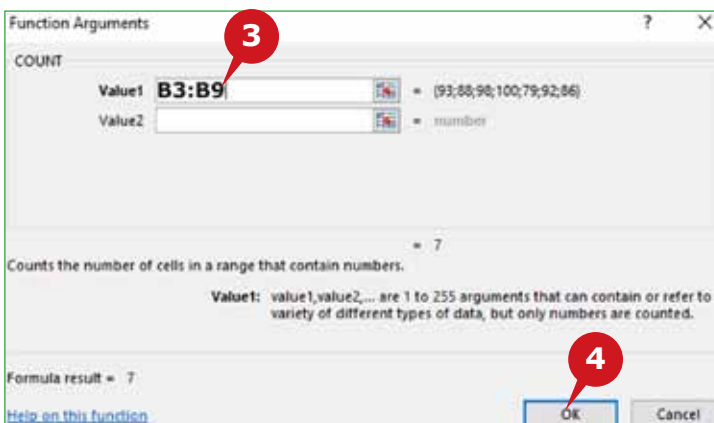 Function Arguments ? X
3
COUNT
Value1 B3:B9 = {93;88;98;100;79;92;86}
Value2 = number
= 7
Counts the number of cells in a range that contain numbers.
Value1: value1,value2,... are 1 to 255 arguments that can contain or refer to
variety of different types of data, but only numbers are counted.
4
Formula result = 7
Help on this function OK Cancel